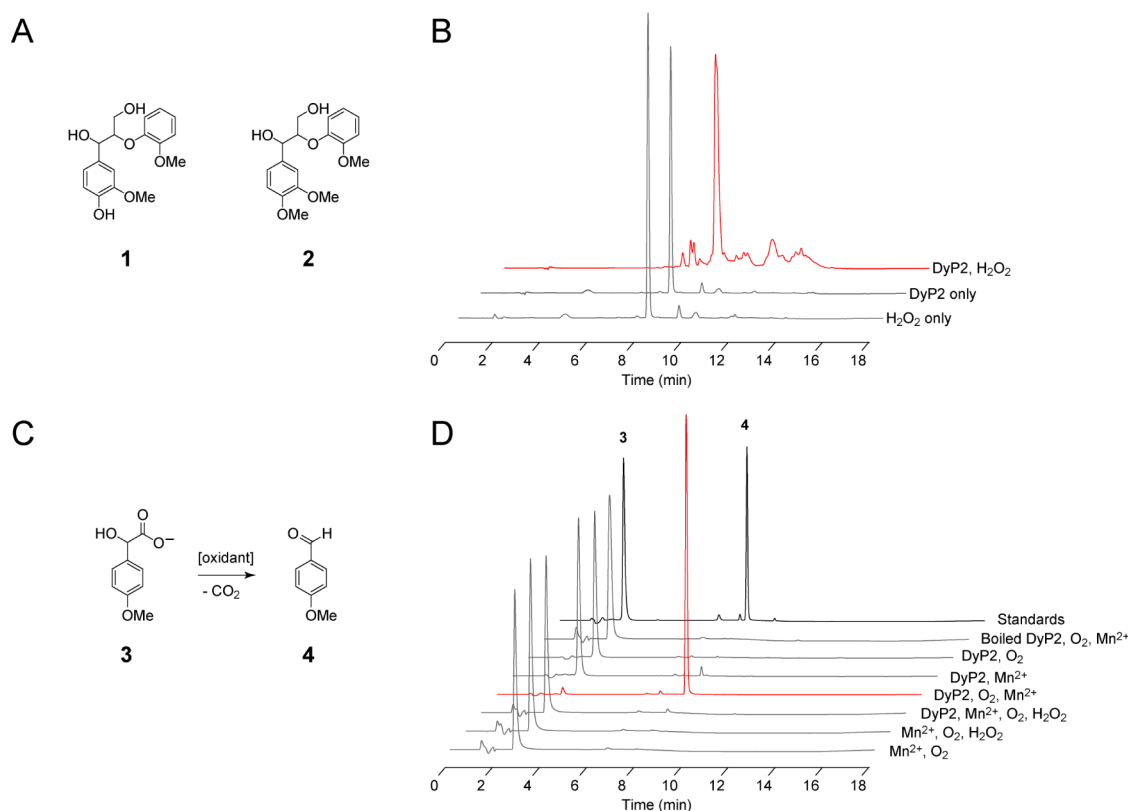 A
OH
HO
O
OMe
OMe
OH
1
OH
HO
O
OMe
OMe
OMe
2
B
DyP2, H₂O₂
DyP2 only
H₂O₂ only
0 2 4 6 8 10 12 14 16 18
Time (min)
C
O
HO
O−
OMe
3
[oxidant]
- CO₂
O H
OMe
4
D
3
4
Standards
Boiled DyP2, O₂, Mn²⁺
DyP2, O₂
DyP2, Mn²⁺
DyP2, O₂, Mn²⁺
DyP2, Mn²⁺, O₂, H₂O₂
Mn²⁺, O₂, H₂O₂
Mn²⁺, O₂
0 2 4 6 8 10 12 14 16 18
Time (min)